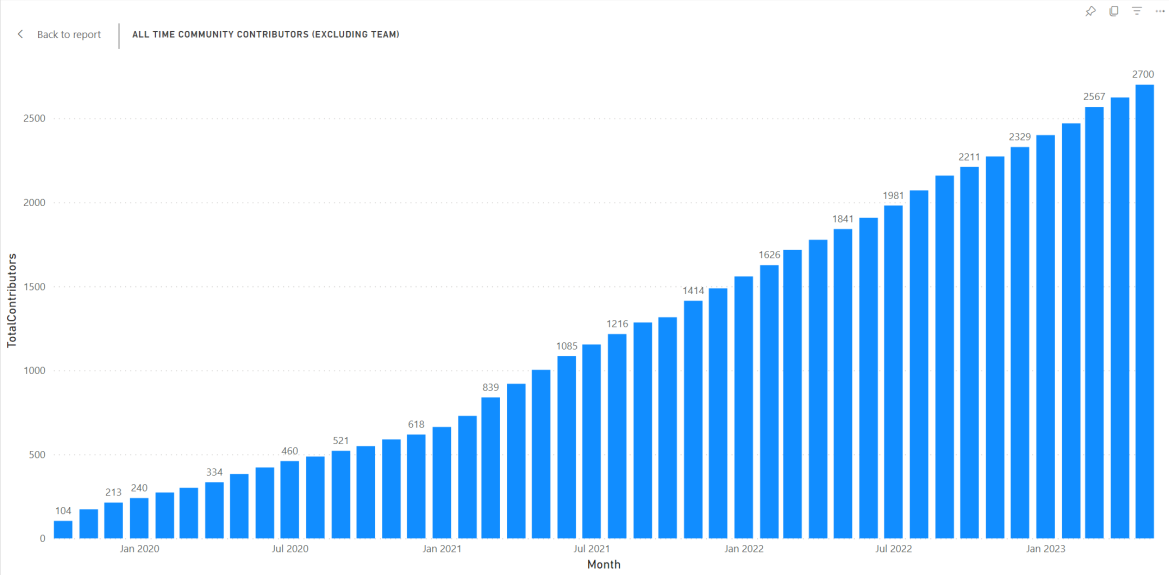 Back to report
ALL TIME COMMUNITY CONTRIBUTORS (EXCLUDING TEAM)
TotalContributors
2500
2000
1500
1000
500
0
104
213
240
334
460
521
618
839
1085
1216
1414
1626
1841
1981
2211
2329
2567
2700
Jan 2020
Jul 2020
Jan 2021
Jul 2021
Jan 2022
Jul 2022
Jan 2023
Month